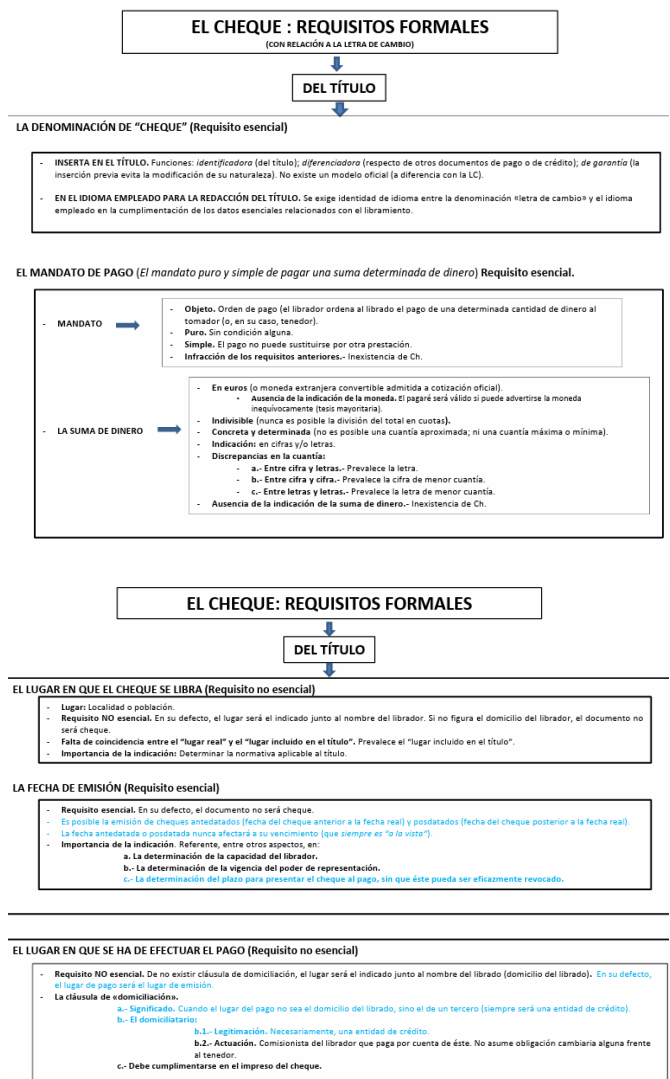 EL CHEQUE : REQUISITOS FORMALES
(CON RELACIÓN A LA LETRA DE CAMBIO)
DEL TÍTULO
LA DENOMINACIÓN DE “CHEQUE” (Requisito esencial)
- INSERTA EN EL TÍTULO. Funciones: identificadora (del título); diferenciadora (respecto de otros documentos de pago o de crédito); de garantía (la
inserción previa evita la modificación de su naturaleza). No existe un modelo oficial (a diferencia con la LC).
- EN EL IDIOMA EMPLEADO PARA LA REDACCIÓN DEL TÍTULO. Se exige identidad de idioma entre la denominación «letra de cambio» y el idioma
empleado en la cumplimentación de los datos esenciales relacionados con el libramiento.
EL MANDATO DE PAGO (El mandato puro y simple de pagar una suma determinada de dinero) Requisito esencial.
- MANDATO
- Objeto. Orden de pago (el librador ordena al librado el pago de una determinada cantidad de dinero al
tomador (o, en su caso, tenedor).
- Puro. Sin condición alguna.
- Simple. El pago no puede sustituirse por otra prestación.
- Infracción de los requisitos anteriores.- Inexistencia de Ch.
- LA SUMA DE DINERO
- En euros (o moneda extranjera convertible admitida a cotización oficial).
• Ausencia de la indicación de la moneda. El pagaré será válido si puede advertirse la moneda
inequívocamente (tesis mayoritaria).
- Indivisible (nunca es posible la división del total en cuotas).
- Concreta y determinada (no es posible una cuantía aproximada; ni una cuantía máxima o mínima).
- Indicación: en cifras y/o letras.
- Discrepancias en la cuantía:
- a.- Entre cifra y letras.- Prevalece la letra.
- b.- Entre cifra y cifra.- Prevalece la cifra de menor cuantía.
- c.- Entre letras y letras.- Prevalece la letra de menor cuantía.
- Ausencia de la indicación de la suma de dinero.- Inexistencia de Ch.
EL CHEQUE: REQUISITOS FORMALES
DEL TÍTULO
EL LUGAR EN QUE EL CHEQUE SE LIBRA (Requisito no esencial)
- Lugar: Localidad o población.
- Requisito NO esencial. En su defecto, el lugar será el indicado junto al nombre del librador. Si no figura el domicilio del librador, el documento no
será cheque.
- Falta de coincidencia entre el “lugar real” y el “lugar incluido en el título”. Prevalece el “lugar incluido en el título”.
- Importancia de la indicación: Determinar la normativa aplicable al título.
LA FECHA DE EMISIÓN (Requisito esencial)
- Requisito esencial. En su defecto, el documento no será cheque.
- Es posible la emisión de cheques antedatados (fecha del cheque anterior a la fecha real) y posdatados (fecha del cheque posterior a la fecha real).
- La fecha antedatada o posdatada nunca afectará a su vencimiento (que siempre es “a la vista”).
- Importancia de la indicación. Referente, entre otros aspectos, en:
a. La determinación de la capacidad del librador.
b.- La determinación de la vigencia del poder de representación.
c.- La determinación del plazo para presentar el cheque al pago, sin que éste pueda ser eficazmente revocado.
EL LUGAR EN QUE SE HA DE EFECTUAR EL PAGO (Requisito no esencial)
- Requisito NO esencial. De no existir cláusula de domiciliación, el lugar será el indicado junto al nombre del librado (domicilio del librado). En su defecto,
el lugar de pago será el lugar de emisión.
- La cláusula de «domiciliación».
a.- Significado. Cuando el lugar del pago no sea el domicilio del librado, sino el de un tercero (siempre será una entidad de crédito).
b.- El domiciliatario:
b.1.- Legitimación. Necesariamente, una entidad de crédito.
b.2.- Actuación. Comisionista del librador que paga por cuenta de éste. No asume obligación cambiaria alguna frente
al tenedor.
c.- Debe cumplimentarse en el impreso del cheque.